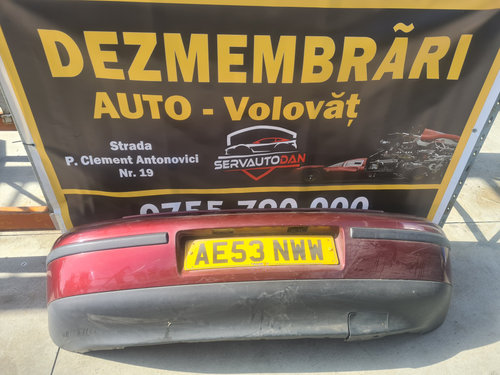 DEZMEMBRĂRI
AUTO - Volovăț
Strada
P. Clement Antonovici
Nr. 19
SERVAUTODAN
AE53 NWW